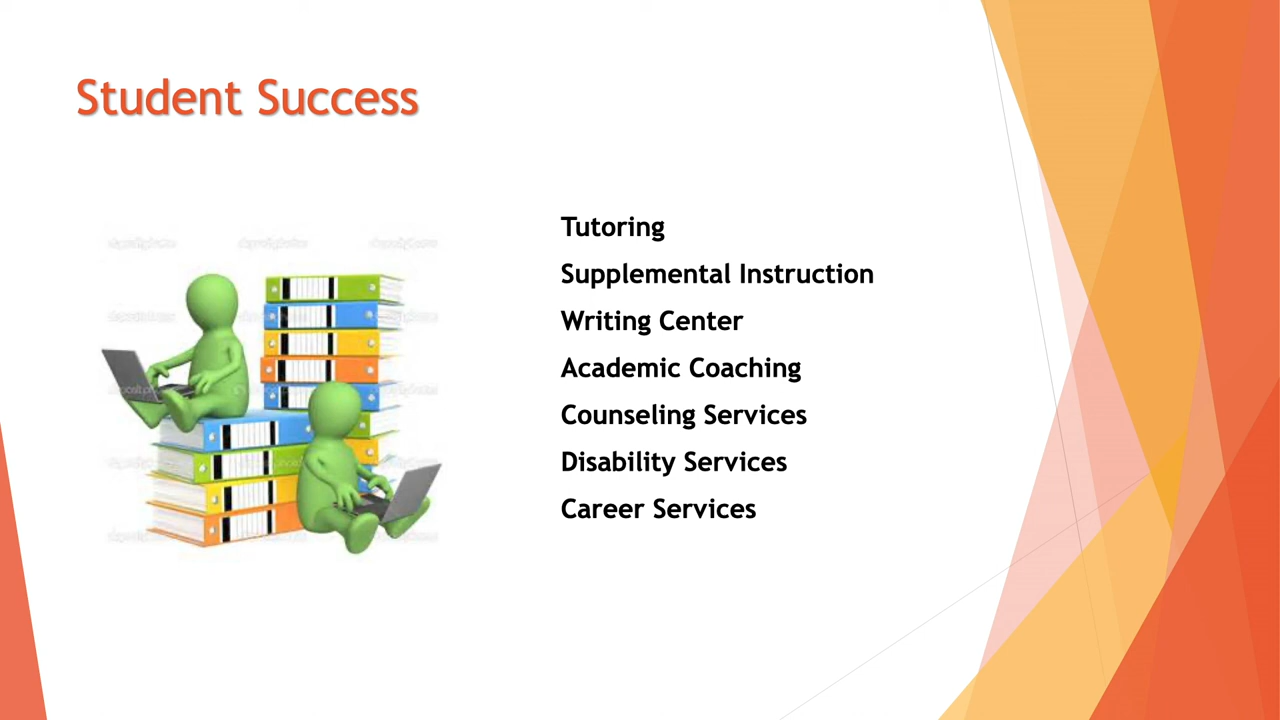 Student Success
Tutoring
Supplemental Instruction
Writing Center
Academic Coaching
Counseling Services
Disability Services
Career Services